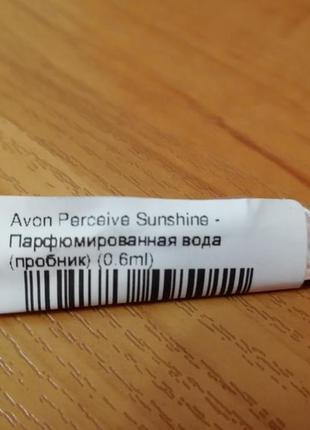 Avon Perceive Sunshine -
Парфюмированная вода
(пробник) (0.6ml)